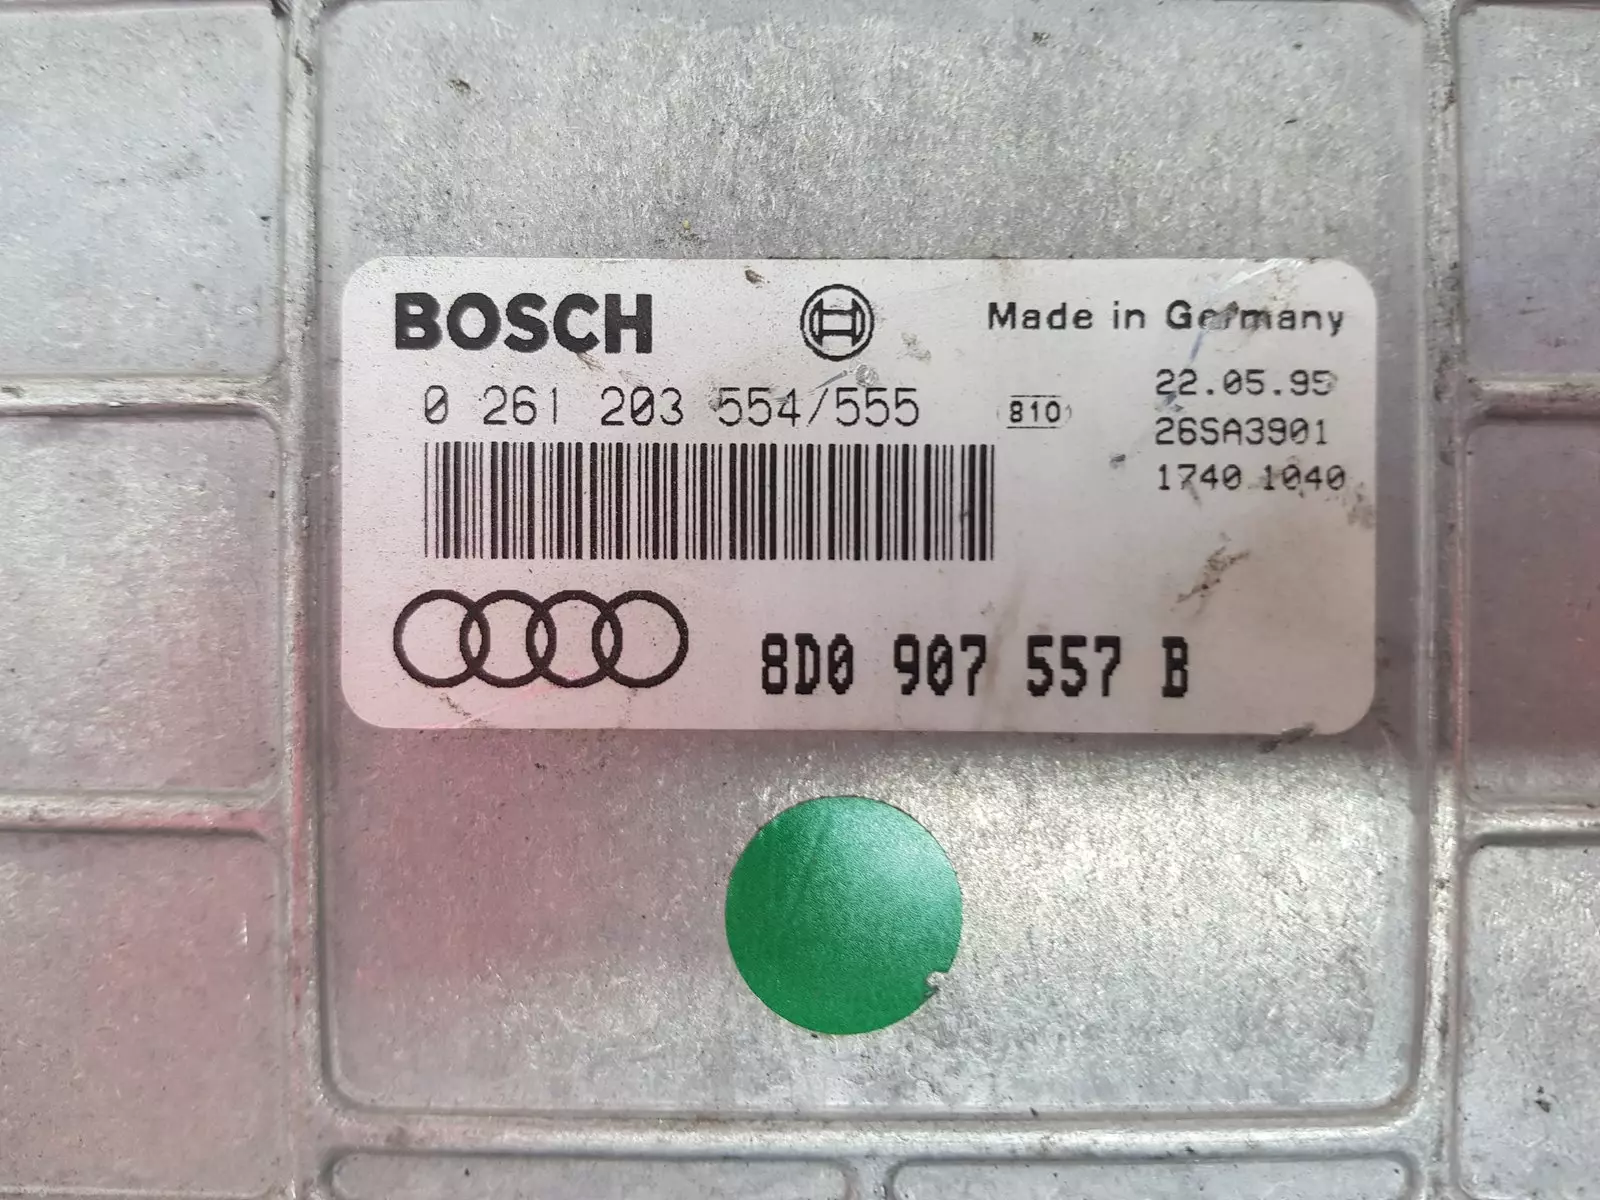 BOSCH
Made in Germany
0 261 203 554/555
810
22.05.95
26SA3901
1740 1040
8D0 907 557 B